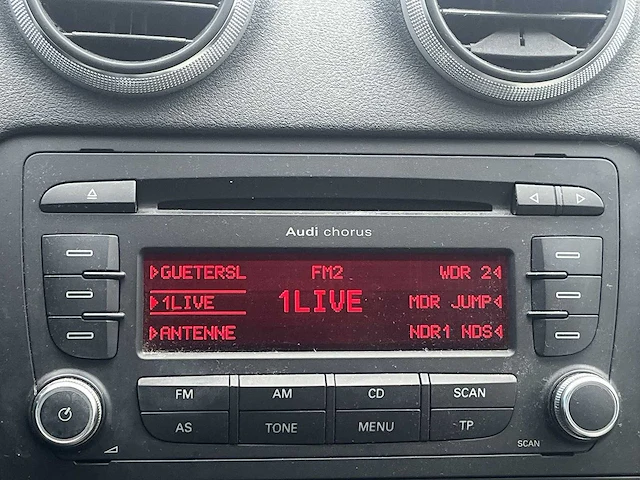 Audi chorus
GUETERSL FM2 WDR 2
1LIVE 1LIVE MDR JUMP
ANTENNE NDR1 NDS
FM AM CD SCAN
AS TONE MENU TP
SCAN